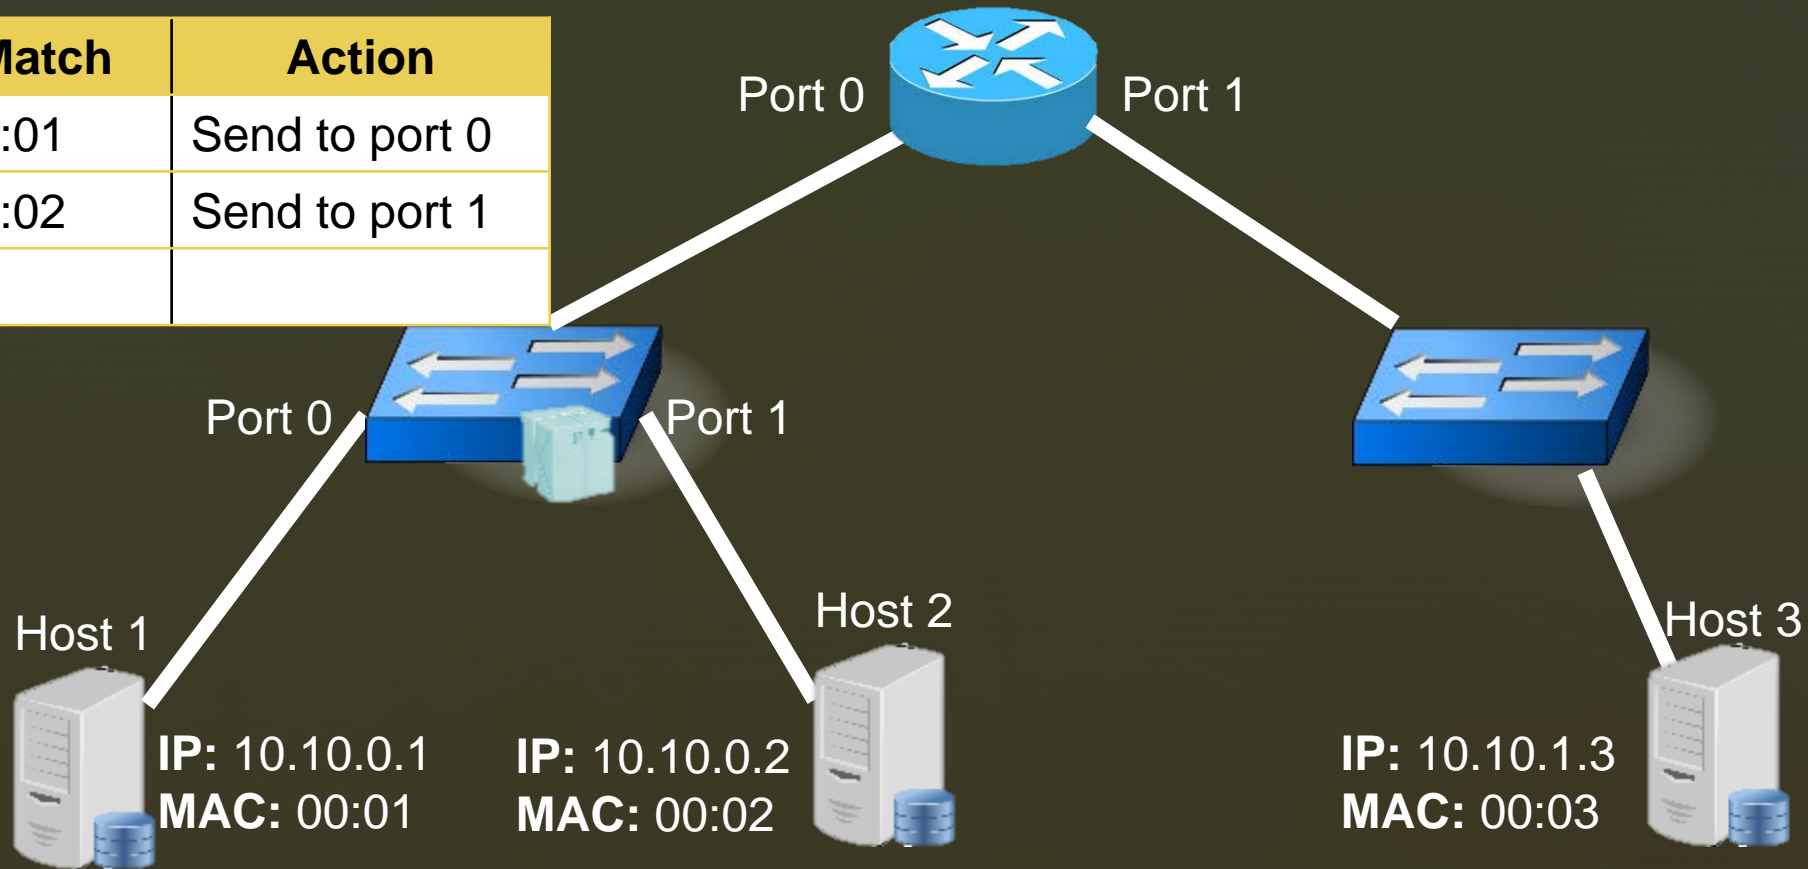 Match Action
:01 Send to port 0
:02 Send to port 1
Port 0 Port 1
Port 0 Port 1
Host 1
Host 2
Host 3
IP: 10.10.0.1
MAC: 00:01
IP: 10.10.0.2
MAC: 00:02
IP: 10.10.1.3
MAC: 00:03